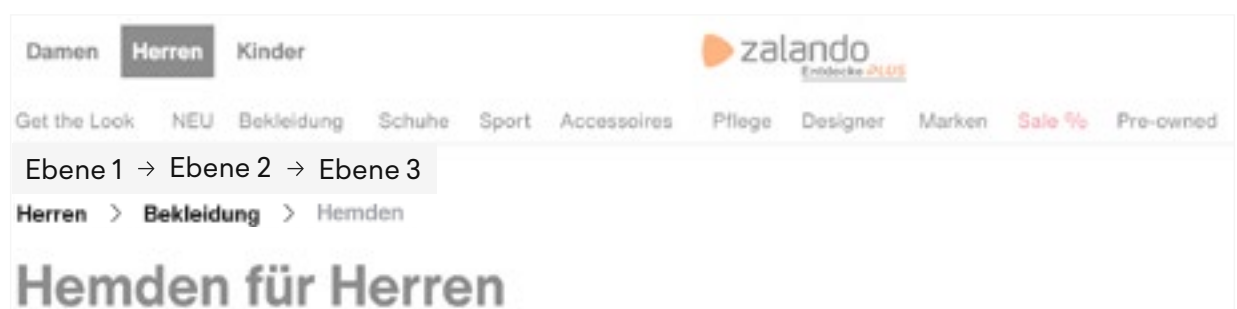 Damen Herren Kinder zalando
Entdecke PLUS
Get the Look NEU Bekleidung Schuhe Sport Accessoires Pflege Designer Marken Sale % Pre-owned
Ebene 1 → Ebene 2 → Ebene 3
Herren > Bekleidung > Hemden
Hemden für Herren